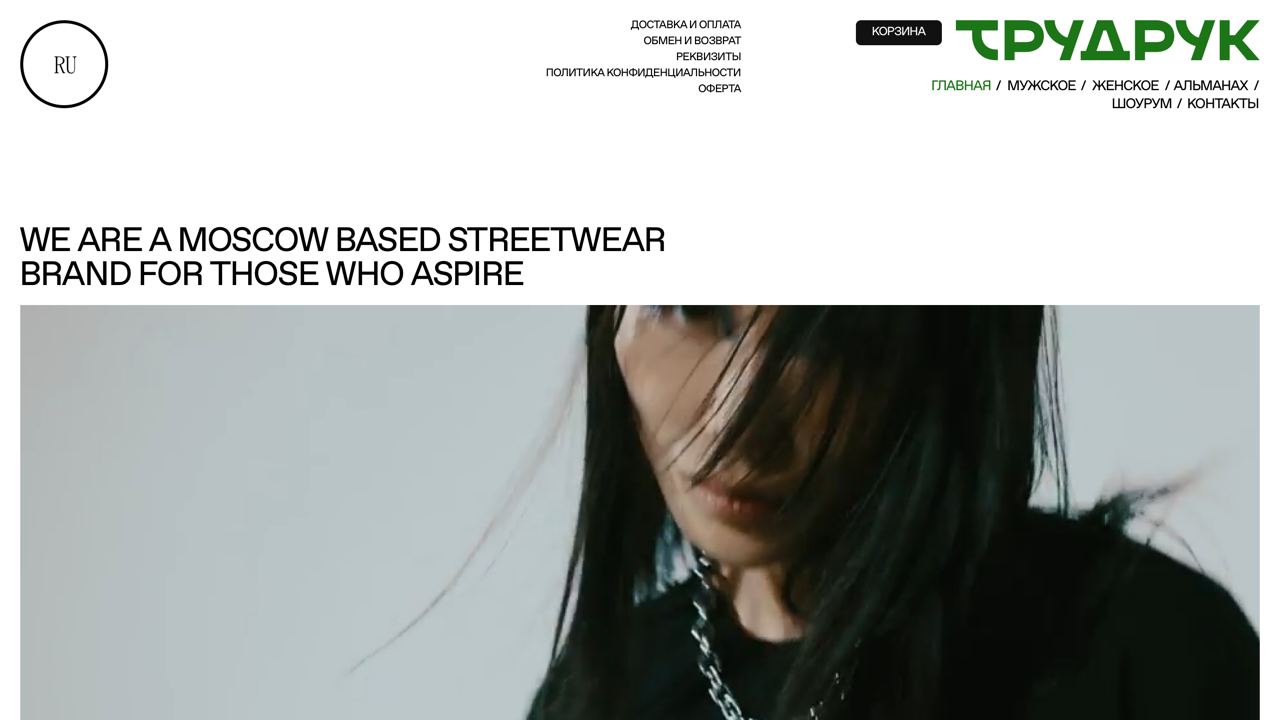 RU
ДОСТАВКА И ОПЛАТА
ОБМЕН И ВОЗВРАТ
РЕКВИЗИТЫ
ПОЛИТИКА КОНФИДЕНЦИАЛЬНОСТИ
ОФЕРТА
КОРЗИНА
ТРУДРУК
ГЛАВНАЯ / МУЖСКОЕ / ЖЕНСКОЕ / АЛЬМАНАХ /
ШОУРУМ / КОНТАКТЫ
WE ARE A MOSCOW BASED STREETWEAR
BRAND FOR THOSE WHO ASPIRE